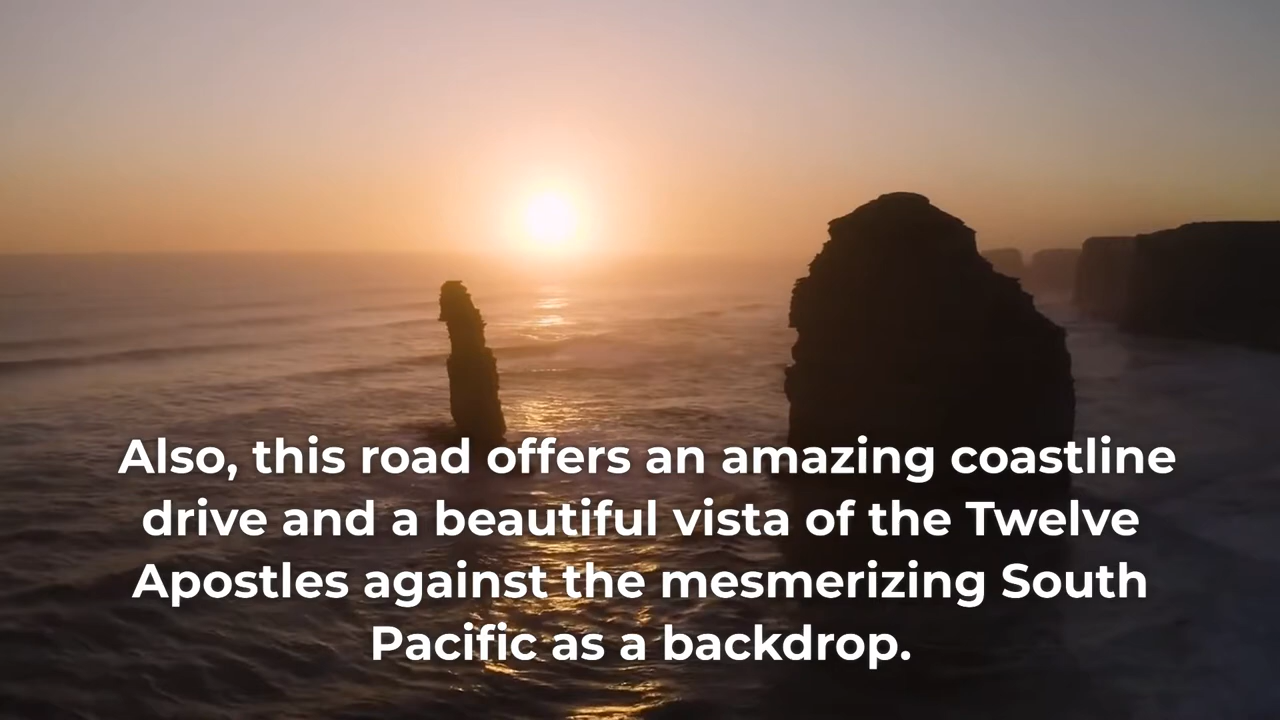 Also, this road offers an amazing coastline
drive and a beautiful vista of the Twelve
Apostles against the mesmerizing South
Pacific as a backdrop.